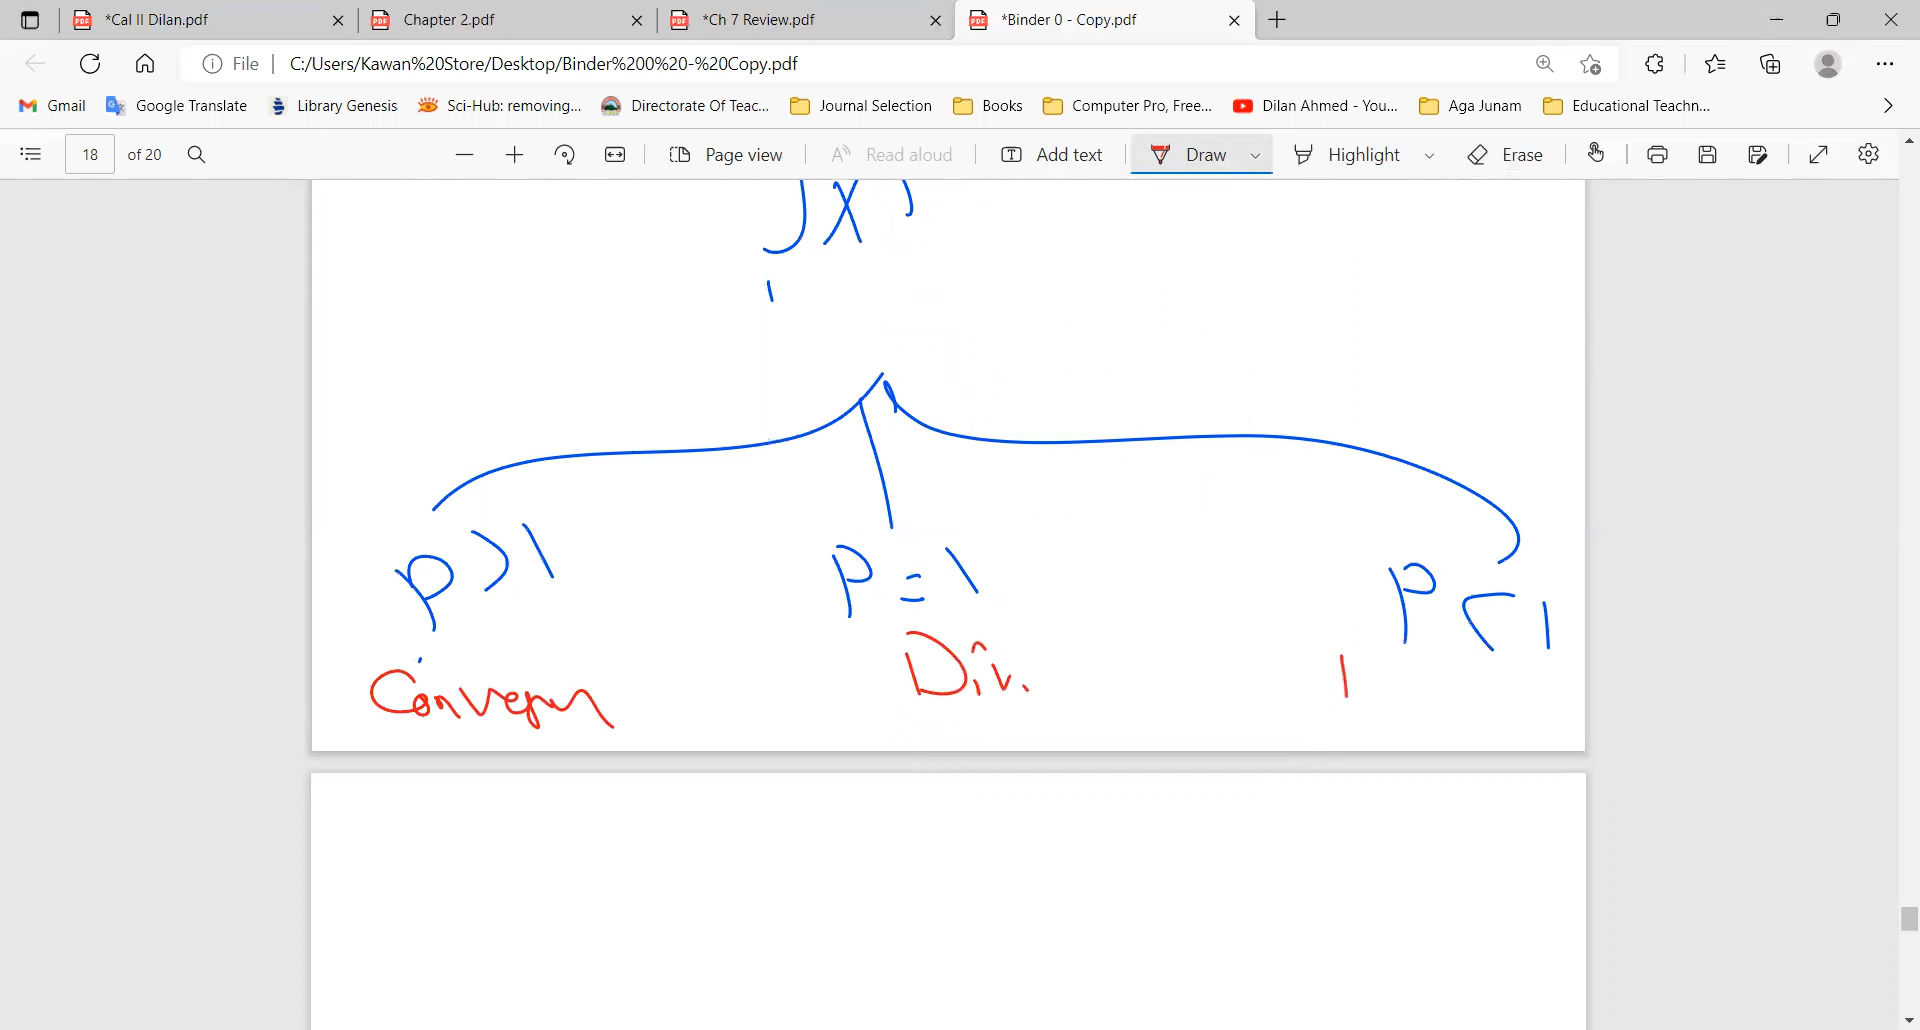 *Cal II Dilan.pdf
Chapter 2.pdf
*Ch 7 Review.pdf
*Binder 0 - Copy.pdf
File
C:/Users/Kawan%20Store/Desktop/Binder%200%20-%20Copy.pdf
Gmail
Google Translate
Library Genesis
Sci-Hub: removing...
Directorate Of Teac...
Journal Selection
Books
Computer Pro, Free...
Dilan Ahmed - You...
Aga Junam
Educational Teachn...
18 of 20
Page view
Read aloud
Add text
Draw
Highlight
Erase
∫ x
1
P > 1
P = 1
P < 1
Div.